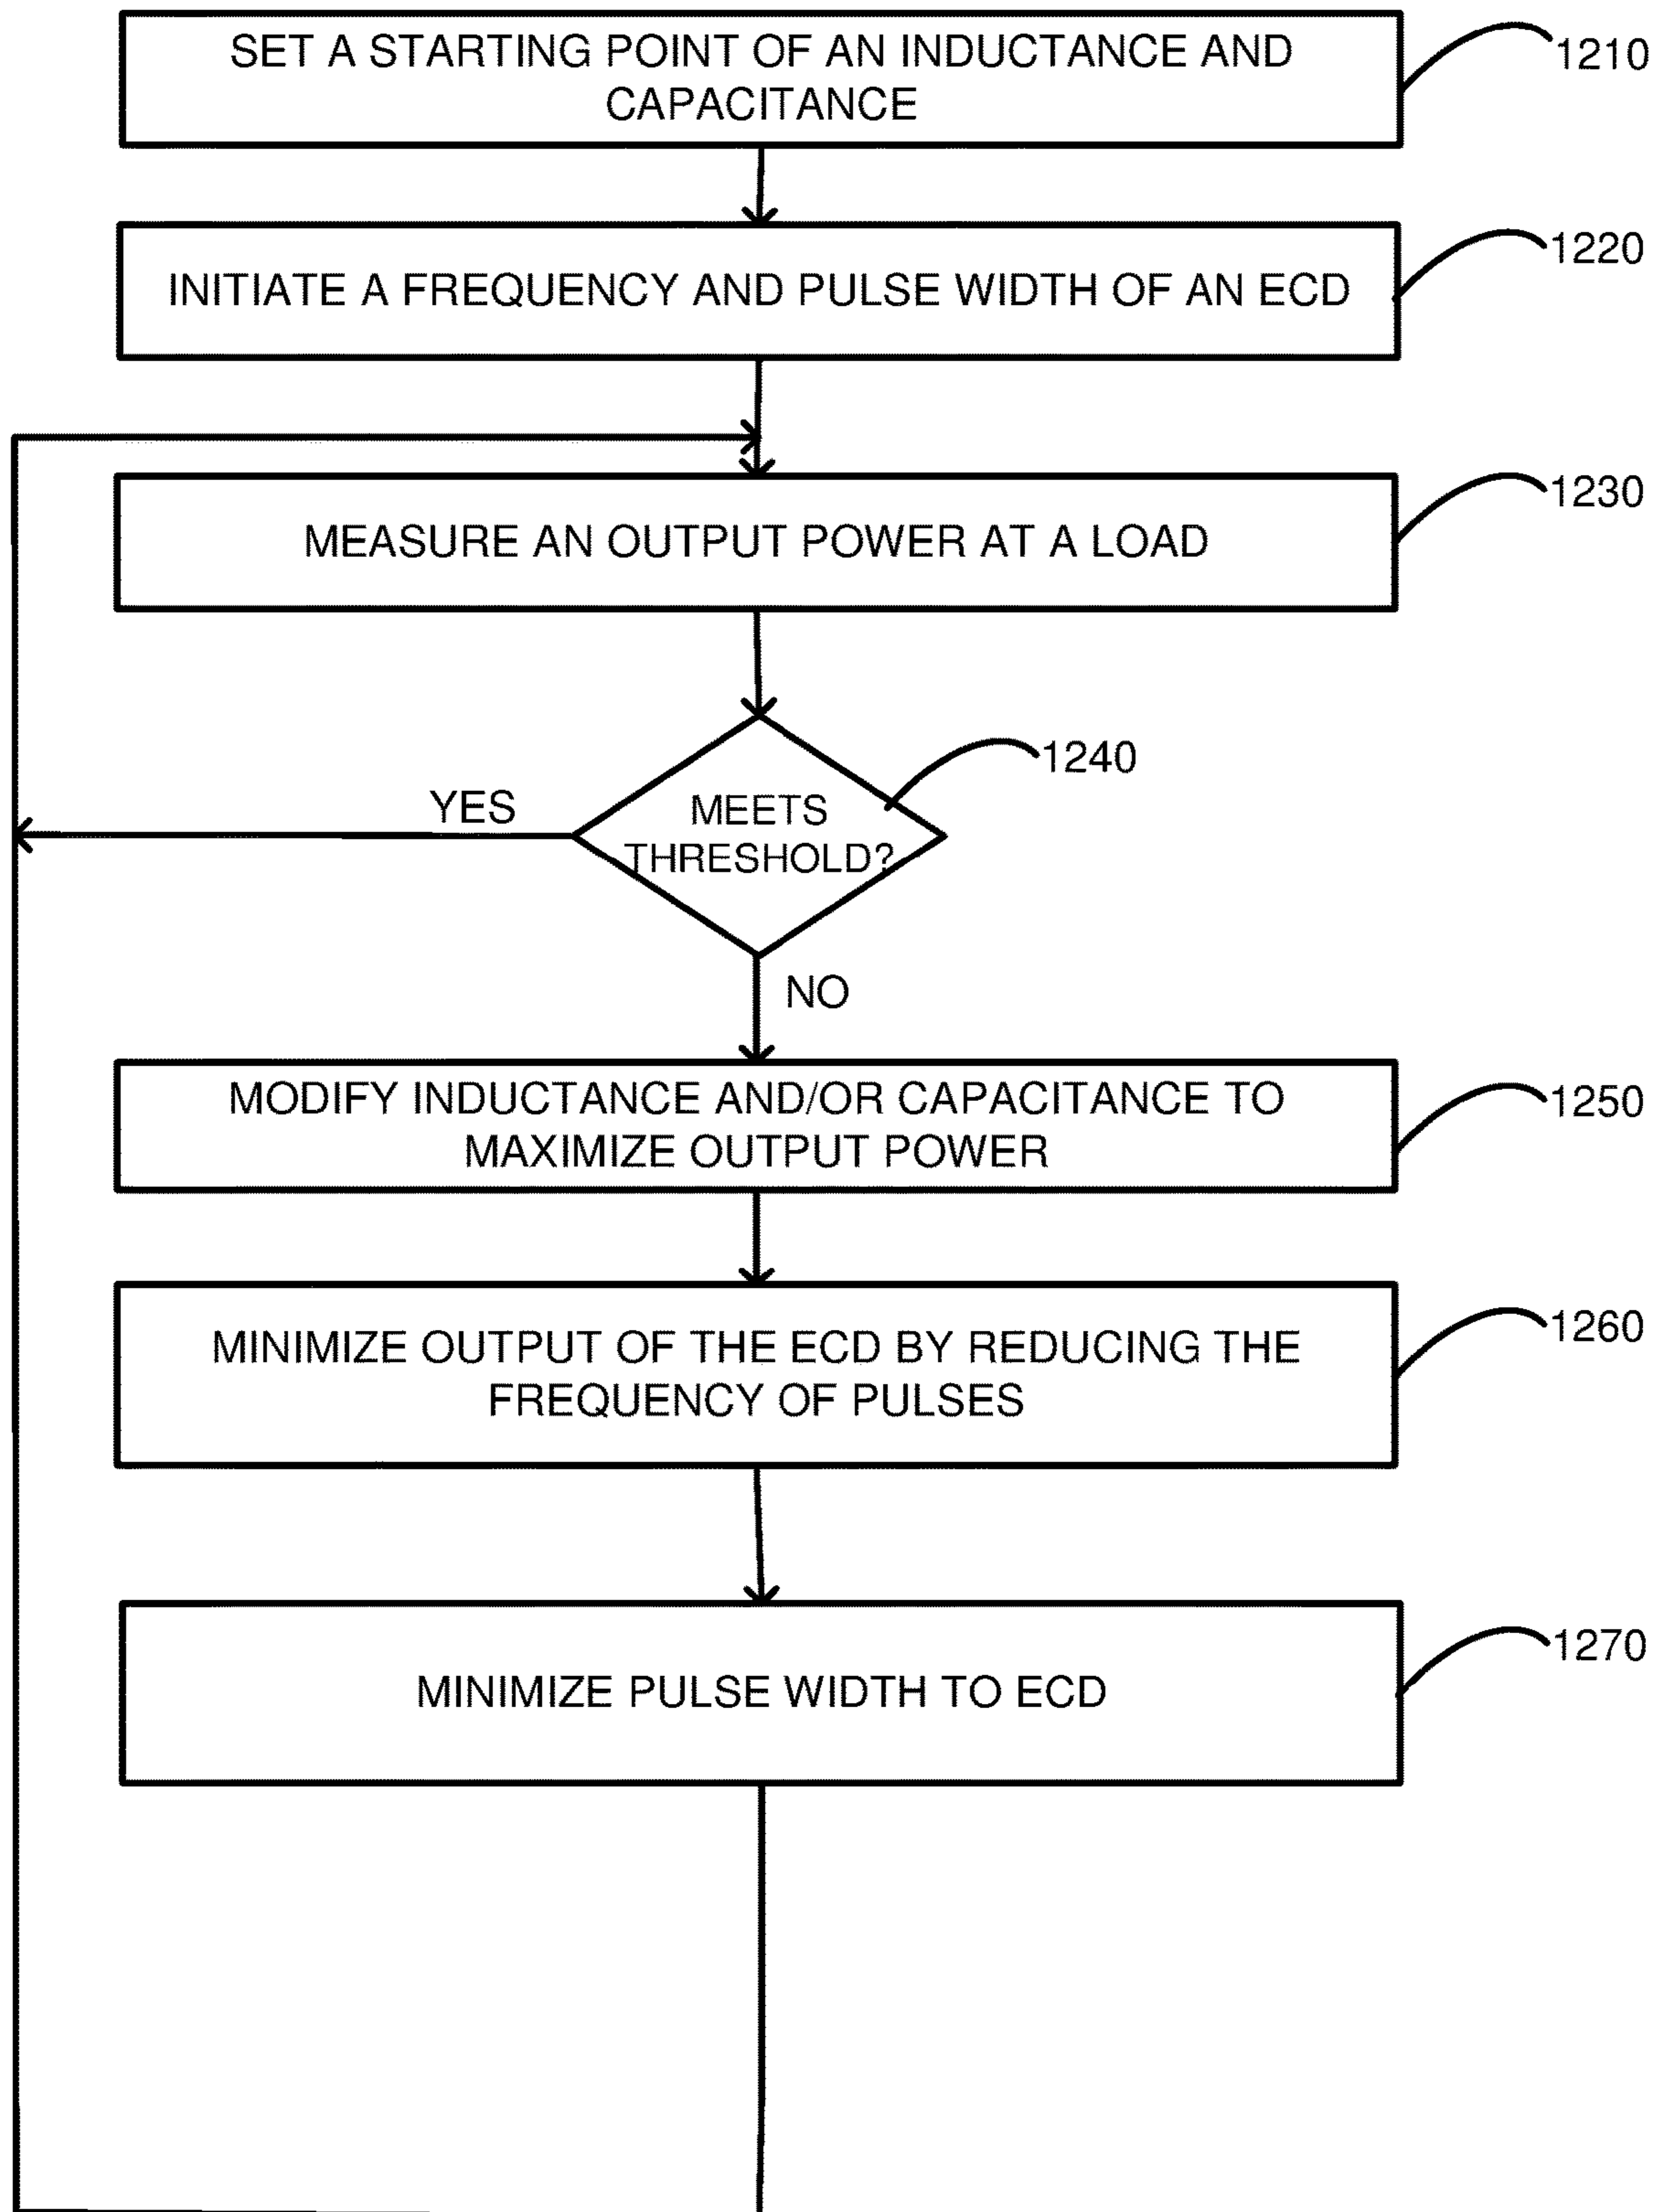 SET A STARTING POINT OF AN INDUCTANCE AND
CAPACITANCE
1210
INITIATE A FREQUENCY AND PULSE WIDTH OF AN ECD
1220
MEASURE AN OUTPUT POWER AT A LOAD
1230
MEETS
THRESHOLD?
1240
YES
NO
MODIFY INDUCTANCE AND/OR CAPACITANCE TO
MAXIMIZE OUTPUT POWER
1250
MINIMIZE OUTPUT OF THE ECD BY REDUCING THE
FREQUENCY OF PULSES
1260
MINIMIZE PULSE WIDTH TO ECD
1270